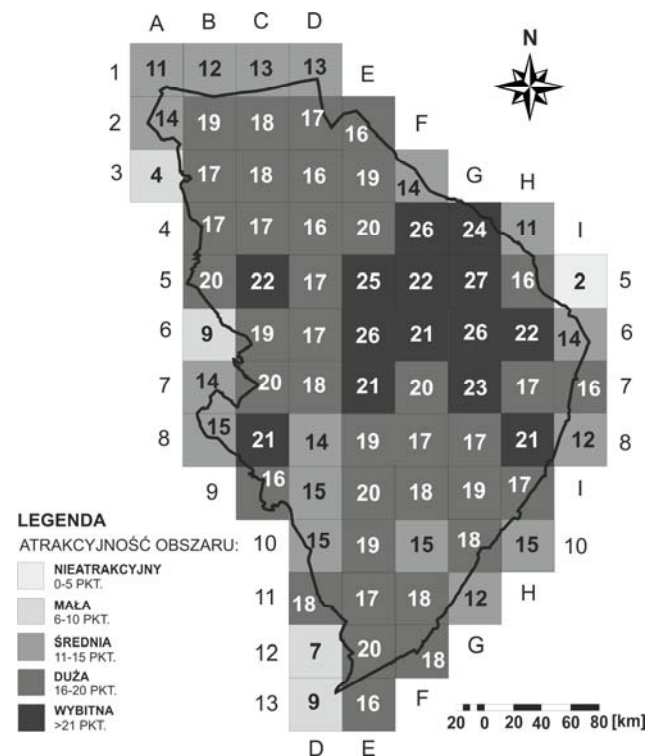 A B C D
N
1 11 12 13 13 E
2 14 19 18 17 16 F
3 4 17 18 16 19 14 G H
4 17 17 16 20 26 24 11 I
5 20 22 17 25 22 27 16 2 5
6 9 19 17 26 21 26 22 14 6
7 14 20 18 21 20 23 17 16 7
8 15 21 14 19 17 17 21 12 8
9 16 15 20 18 19 17 I
10 15 19 15 18 15 10
11 18 17 18 12 H
12 7 20 18 G
13 9 16 F
D E
LEGENDA
ATRAKCYJNOŚĆ OBSZARU:
NIEATRAKCYJNY
0-5 PKT.
MAŁA
6-10 PKT.
ŚREDNIA
11-15 PKT.
DUŻA
16-20 PKT.
WYBITNA
>21 PKT.
20 0 20 40 60 80 [km]